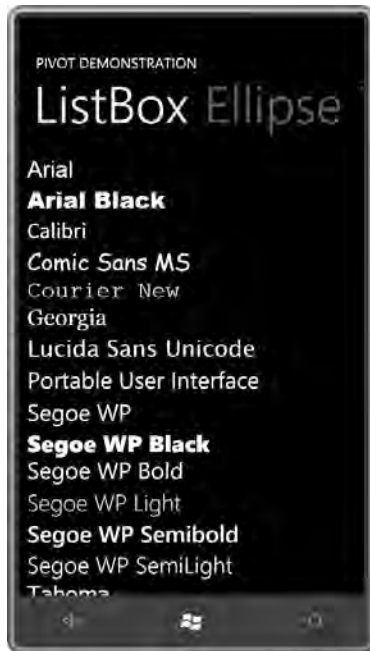 PIVOT DEMONSTRATION
ListBox Ellipse
Arial
Arial Black
Calibri
Comic Sans MS
Courier New
Georgia
Lucida Sans Unicode
Portable User Interface
Segoe WP
Segoe WP Black
Segoe WP Bold
Segoe WP Light
Segoe WP Semibold
Segoe WP SemiLight
Tahoma